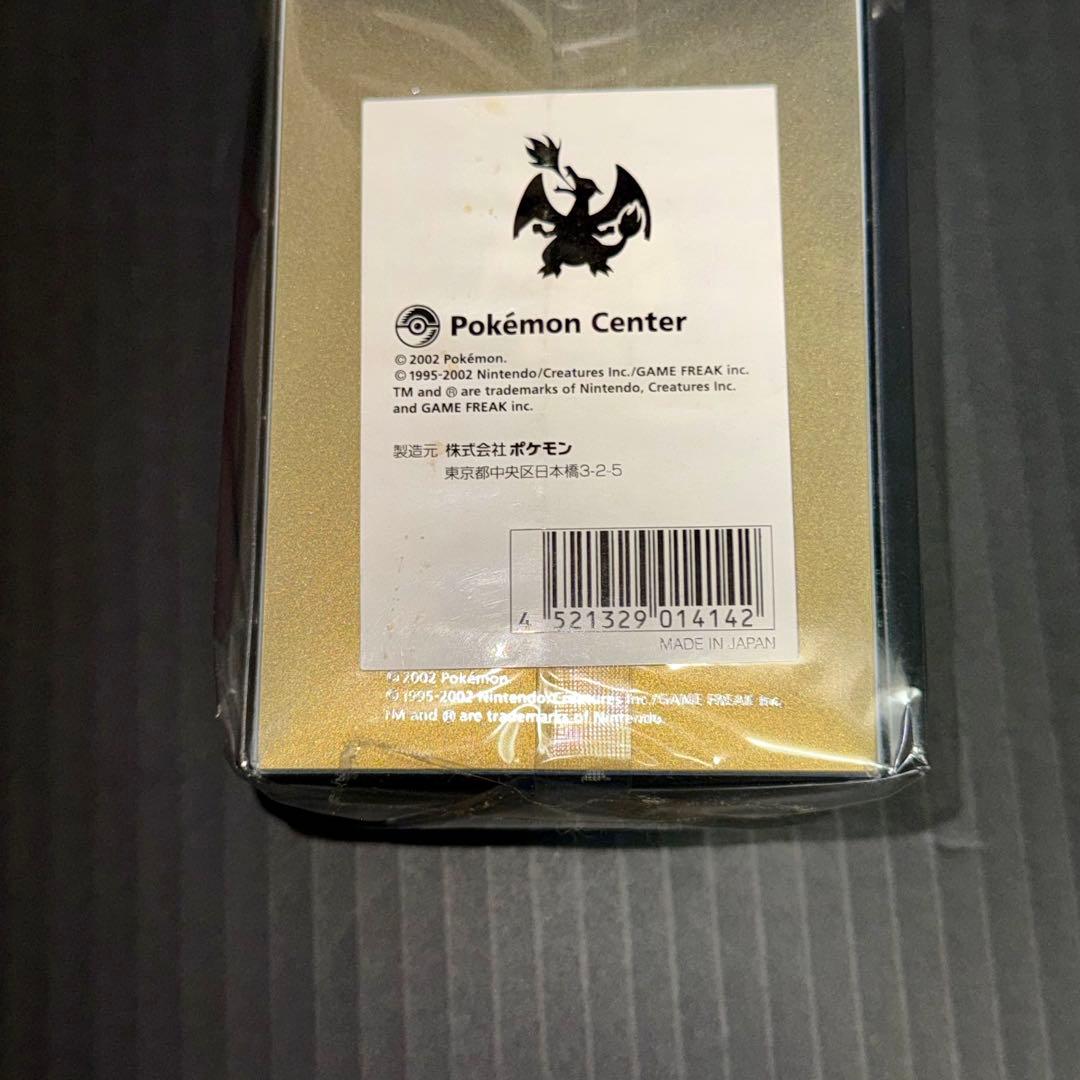 Pokémon Center
© 2002 Pokémon.
© 1995-2002 Nintendo/Creatures Inc./GAME FREAK inc.
TM and ® are trademarks of Nintendo, Creatures Inc.
and GAME FREAK inc.
製造元 株式会社ポケモン
東京都中央区日本橋3-2-5
4 521329 014142
MADE IN JAPAN
© 2002 Pokémon.
© 1995-2002 Nintendo/Creatures Inc./GAME FREAK inc.
TM and ® are trademarks of Nintendo.